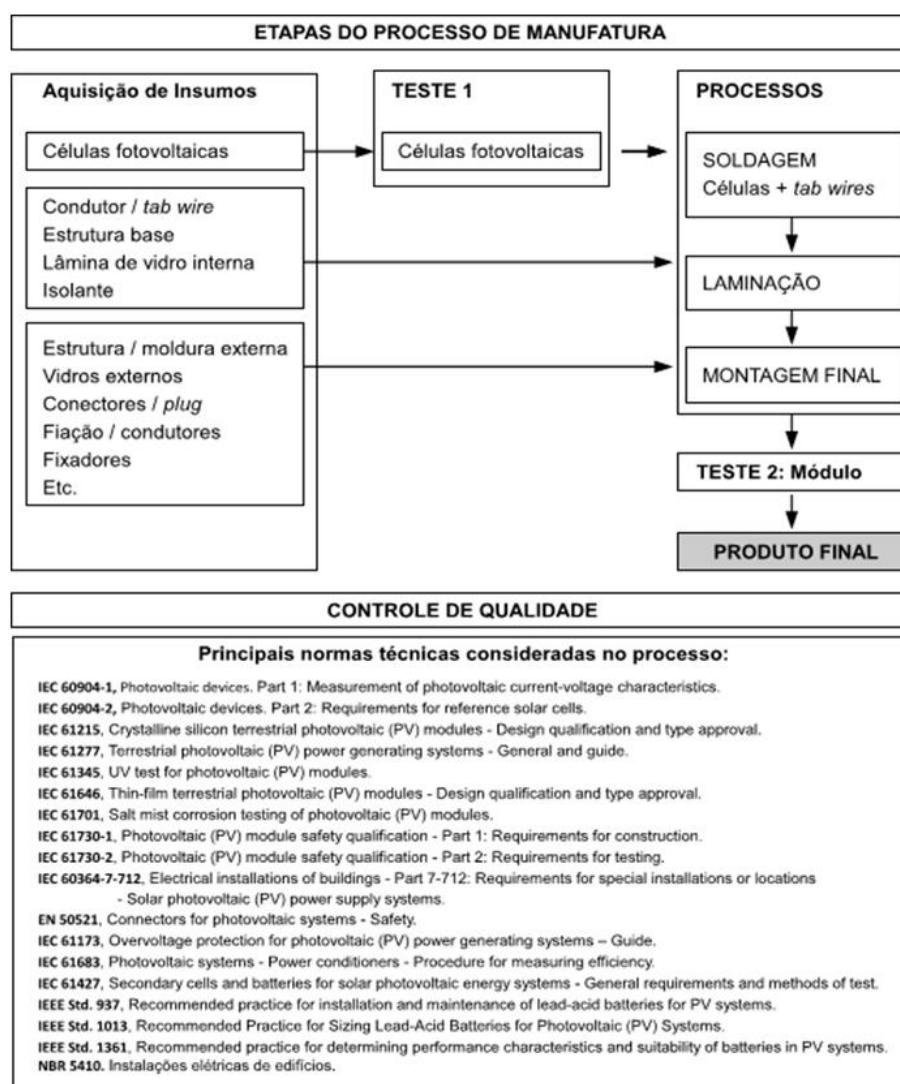 ETAPAS DO PROCESSO DE MANUFATURA
Aquisição de Insumos
Células fotovoltaicas
Condutor / tab wire
Estrutura base
Lâmina de vidro interna
Isolante
Estrutura / moldura externa
Vidros externos
Conectores / plug
Fiação / condutores
Fixadores
Etc.
TESTE 1
Células fotovoltaicas
PROCESSOS
SOLDAGEM
Células + tab wires
LAMINAÇÃO
MONTAGEM FINAL
TESTE 2: Módulo
PRODUTO FINAL
CONTROLE DE QUALIDADE
Principais normas técnicas consideradas no processo:
IEC 60904-1, Photovoltaic devices. Part 1: Measurement of photovoltaic current-voltage characteristics.
IEC 60904-2, Photovoltaic devices. Part 2: Requirements for reference solar cells.
IEC 61215, Crystalline silicon terrestrial photovoltaic (PV) modules - Design qualification and type approval.
IEC 61277, Terrestrial photovoltaic (PV) power generating systems - General and guide.
IEC 61345, UV test for photovoltaic (PV) modules.
IEC 61646, Thin-film terrestrial photovoltaic (PV) modules - Design qualification and type approval.
IEC 61701, Salt mist corrosion testing of photovoltaic (PV) modules.
IEC 61730-1, Photovoltaic (PV) module safety qualification - Part 1: Requirements for construction.
IEC 61730-2, Photovoltaic (PV) module safety qualification - Part 2: Requirements for testing.
IEC 60364-7-712, Electrical installations of buildings - Part 7-712: Requirements for special installations or locations
- Solar photovoltaic (PV) power supply systems.
EN 50521, Connectors for photovoltaic systems - Safety.
IEC 61173, Overvoltage protection for photovoltaic (PV) power generating systems – Guide.
IEC 61683, Photovoltaic systems - Power conditioners - Procedure for measuring efficiency.
IEC 61427, Secondary cells and batteries for solar photovoltaic energy systems - General requirements and methods of test.
IEEE Std. 937, Recommended practice for installation and maintenance of lead-acid batteries for PV systems.
IEEE Std. 1013, Recommended Practice for Sizing Lead-Acid Batteries for Photovoltaic (PV) Systems.
IEEE Std. 1361, Recommended practice for determining performance characteristics and suitability of batteries in PV systems.
NBR 5410. Instalações elétricas de edifícios.